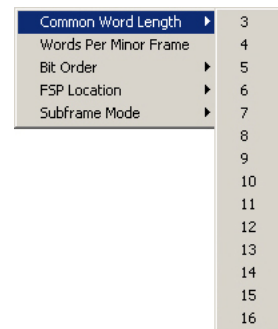 Common Word Length 3
Words Per Minor Frame 4
Bit Order 5
FSP Location 6
Subframe Mode 7
8
9
10
11
12
13
14
15
16